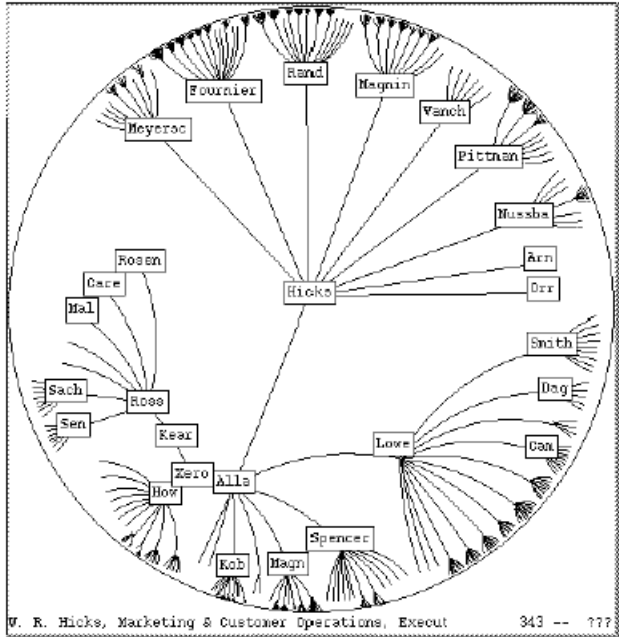 Rand
Fournier
Magnin
Vanch
Meyerso
Pittman
Nussba
Arn
Rosen
Care
Hicks
Orr
Mal
Smith
Sach
Dag
Ross
Sen
Kear
Lowe
Cam
Zero
Alla
How
Spencer
Kob
Magn
W. R. Hicks, Marketing & Customer Operations, Execut 343 -- ???